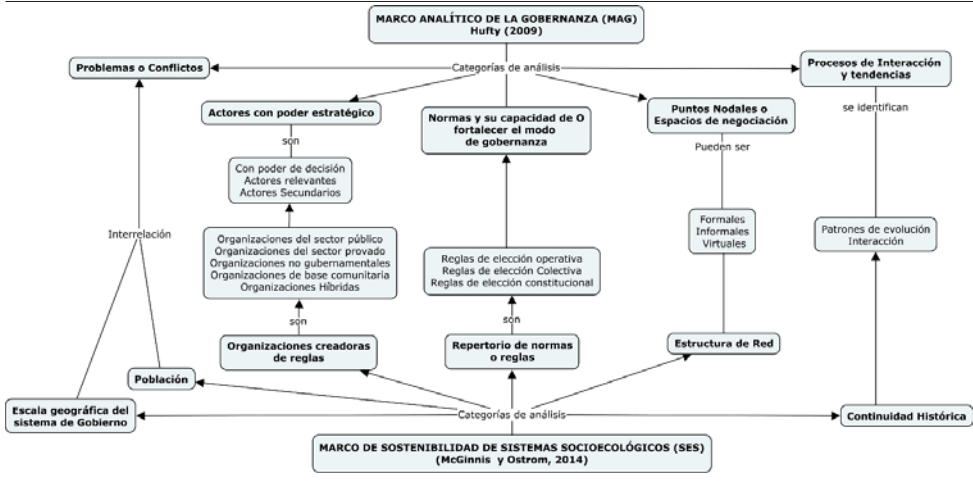 MARCO ANALÍTICO DE LA GOBERNANZA (MAG)
Hufty (2009)
Categorías de análisis
Problemas o Conflictos
Procesos de Interacción
y tendencias
Actores con poder estratégico
Normas y su capacidad de O
fortalecer el modo
de gobernanza
Puntos Nodales o
Espacios de negociación
se identifican
son
Pueden ser
Con poder de decisión
Actores relevantes
Actores Secundarios
Formales
Informales
Virtuales
Patrones de evolución
Interacción
Interrelación
Organizaciones del sector público
Organizaciones del sector provado
Organizaciones no gubernamentales
Organizaciones de base comunitaria
Organizaciones Híbridas
Reglas de elección operativa
Reglas de elección Colectiva
Reglas de elección constitucional
son
son
Organizaciones creadoras
de reglas
Repertorio de normas
o reglas
Estructura de Red
Población
Escala geográfica del
sistema de Gobierno
Categorías de análisis
Continuidad Histórica
MARCO DE SOSTENIBILIDAD DE SISTEMAS SOCIOECOLÓGICOS (SES)
(McGinnis y Ostrom, 2014)